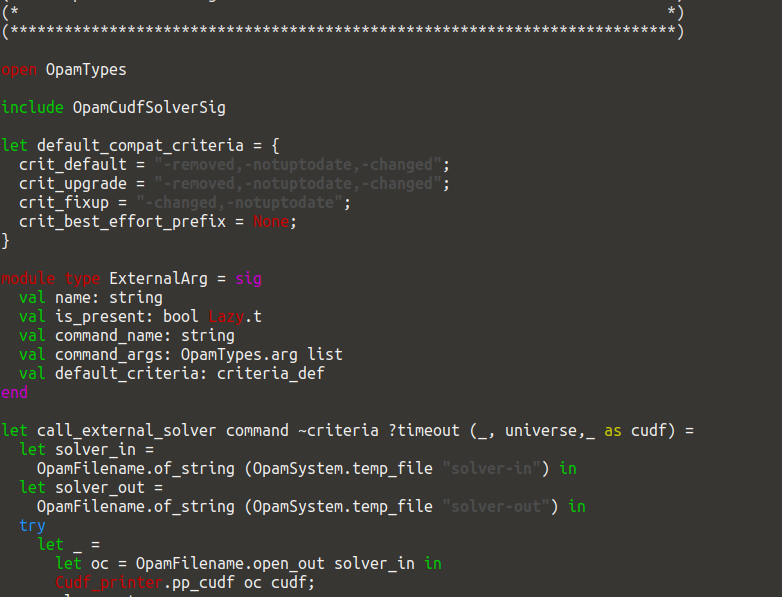 (*                                                                        *)
(**************************************************************************)

open OpamTypes

include OpamCudfSolverSig

let default_compat_criteria = {
  crit_default = "-removed,-notuptodate,-changed";
  crit_upgrade = "-removed,-notuptodate,-changed";
  crit_fixup = "-changed,-notuptodate";
  crit_best_effort_prefix = None;
}

module type ExternalArg = sig
  val name: string
  val is_present: bool Lazy.t
  val command_name: string
  val command_args: OpamTypes.arg list
  val default_criteria: criteria_def
end

let call_external_solver command ~criteria ?timeout (_, universe,_ as cudf) =
  let solver_in =
    OpamFilename.of_string (OpamSystem.temp_file "solver-in") in
  let solver_out =
    OpamFilename.of_string (OpamSystem.temp_file "solver-out") in
  try
    let _ =
      let oc = OpamFilename.open_out solver_in in
      Cudf_printer.pp_cudf oc cudf;